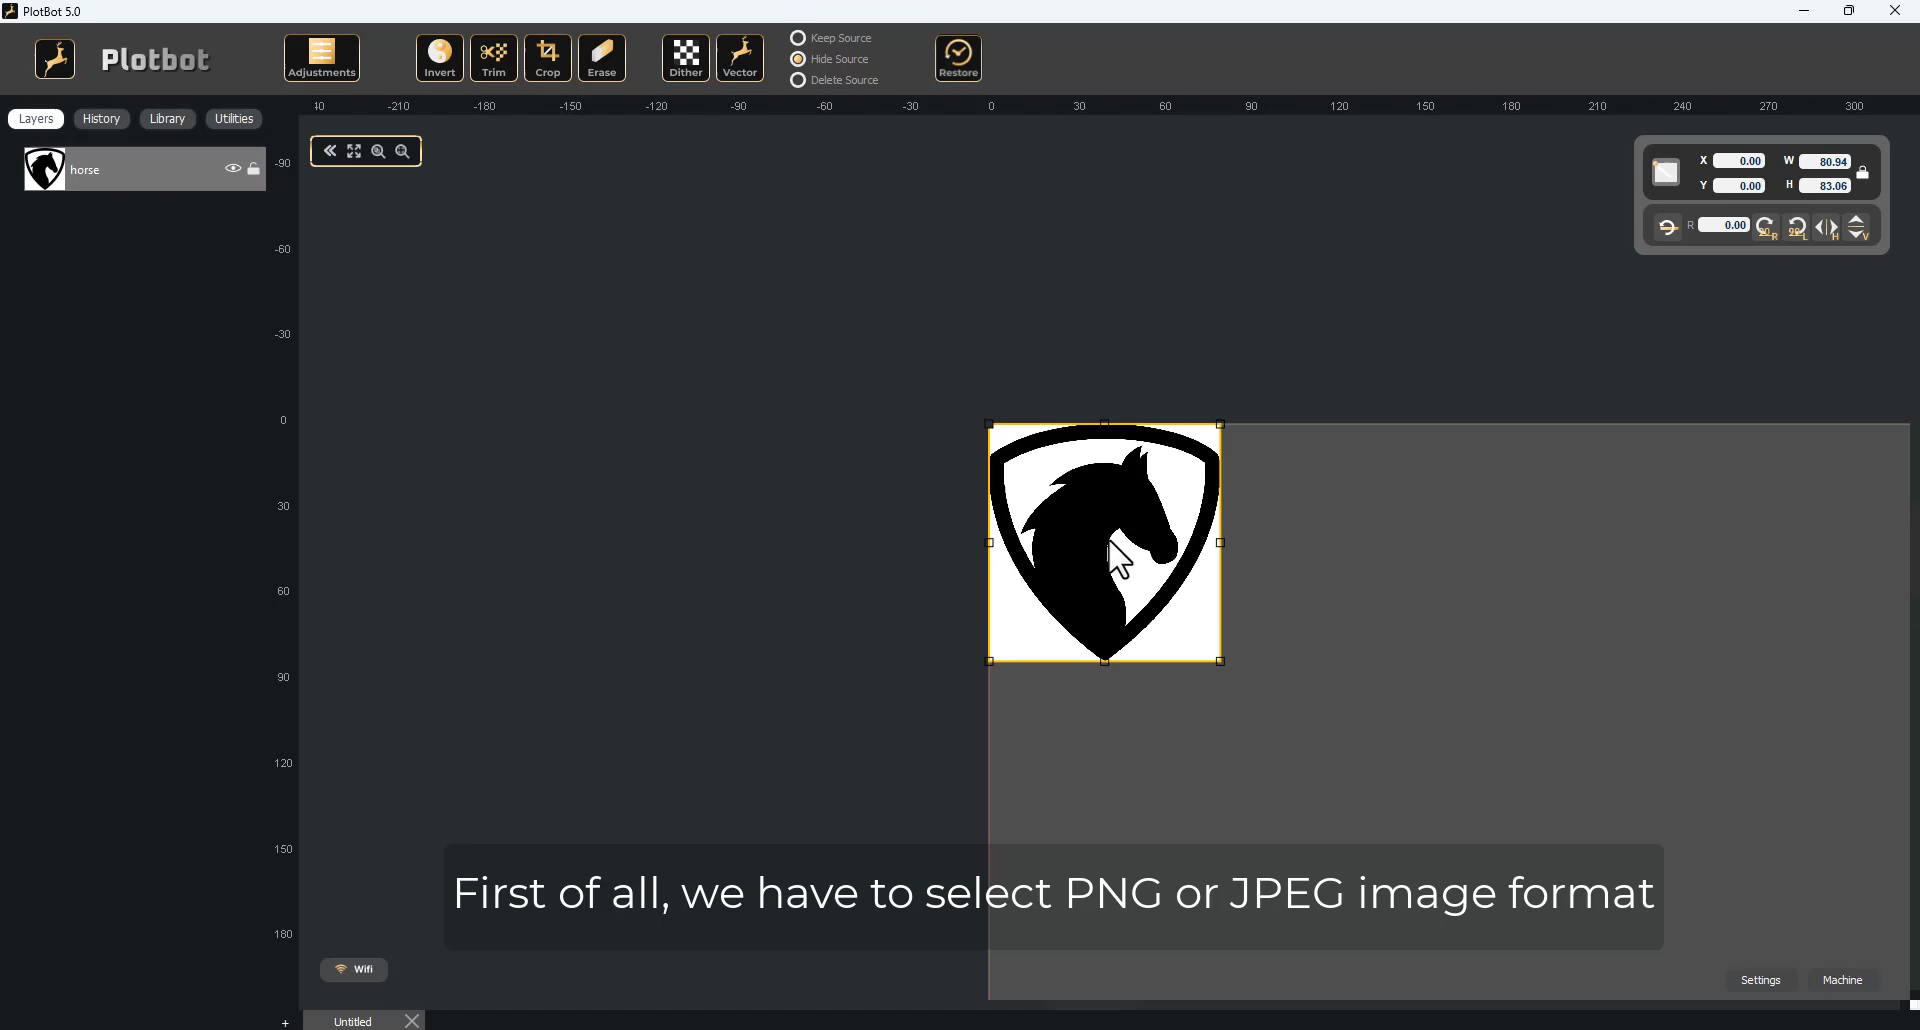 PlotBot 5.0
Plotbot
Adjustments
Invert
Trim
Crop
Erase
Dither
Vector
Keep Source
Hide Source
Delete Source
Restore
Layers
History
Library
Utilities
40 -210 -180 -150 -120 -90 -60 -30 0 30 60 90 120 150 180 210 240 270 300
horse
X 0.00 W 80.94
Y 0.00 H 83.06
R 0.00 90 R 90 L H V
-90
-60
-30
0
30
60
90
120
150
180
First of all, we have to select PNG or JPEG image format
Wifi
Settings
Machine
+ Untitled